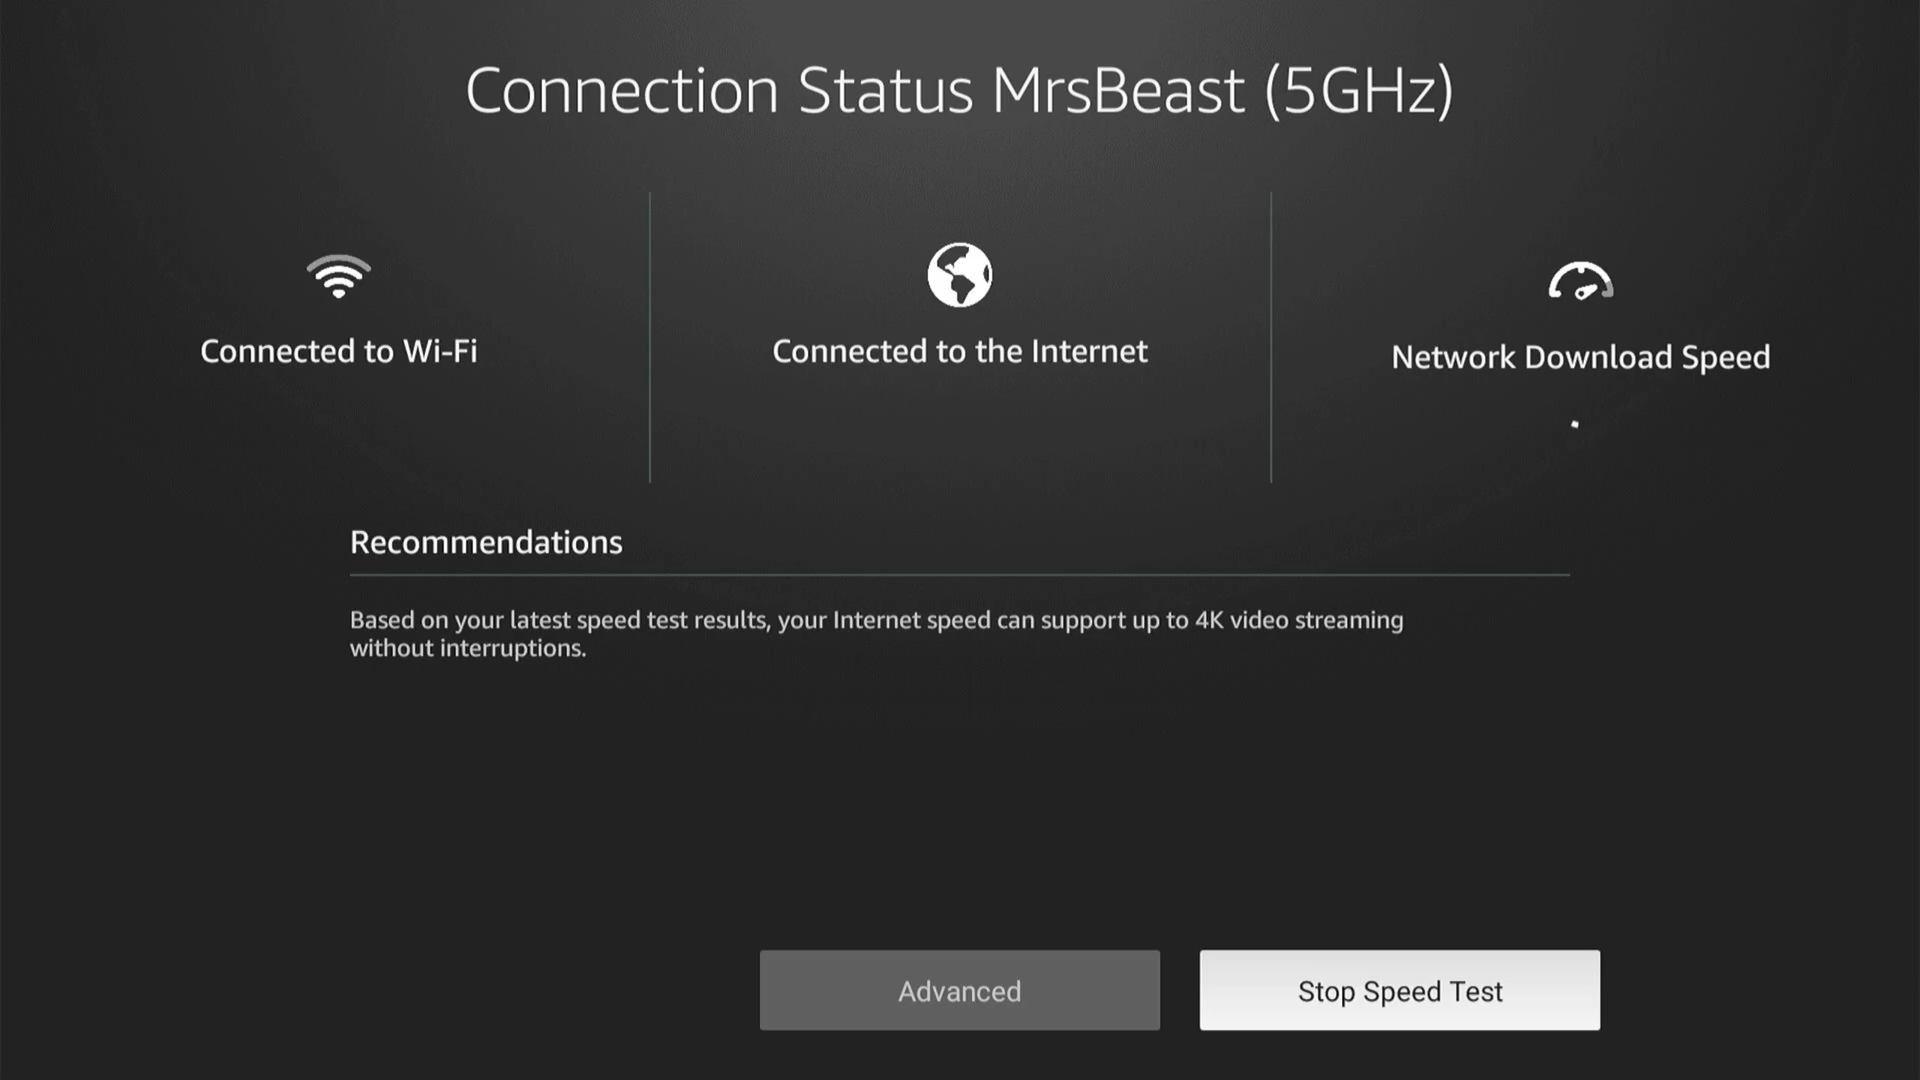 Connection Status MrsBeast (5GHz)
Connected to Wi-Fi
Connected to the Internet
Network Download Speed
Recommendations
Based on your latest speed test results, your Internet speed can support up to 4K video streaming
without interruptions.
Advanced
Stop Speed Test